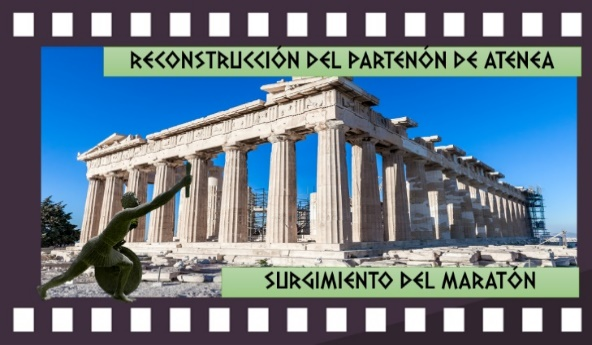 RECONSTRUCCIÓN DEL PARTENÓN DE ATENEA
SURGIMIENTO DEL MARATÓN